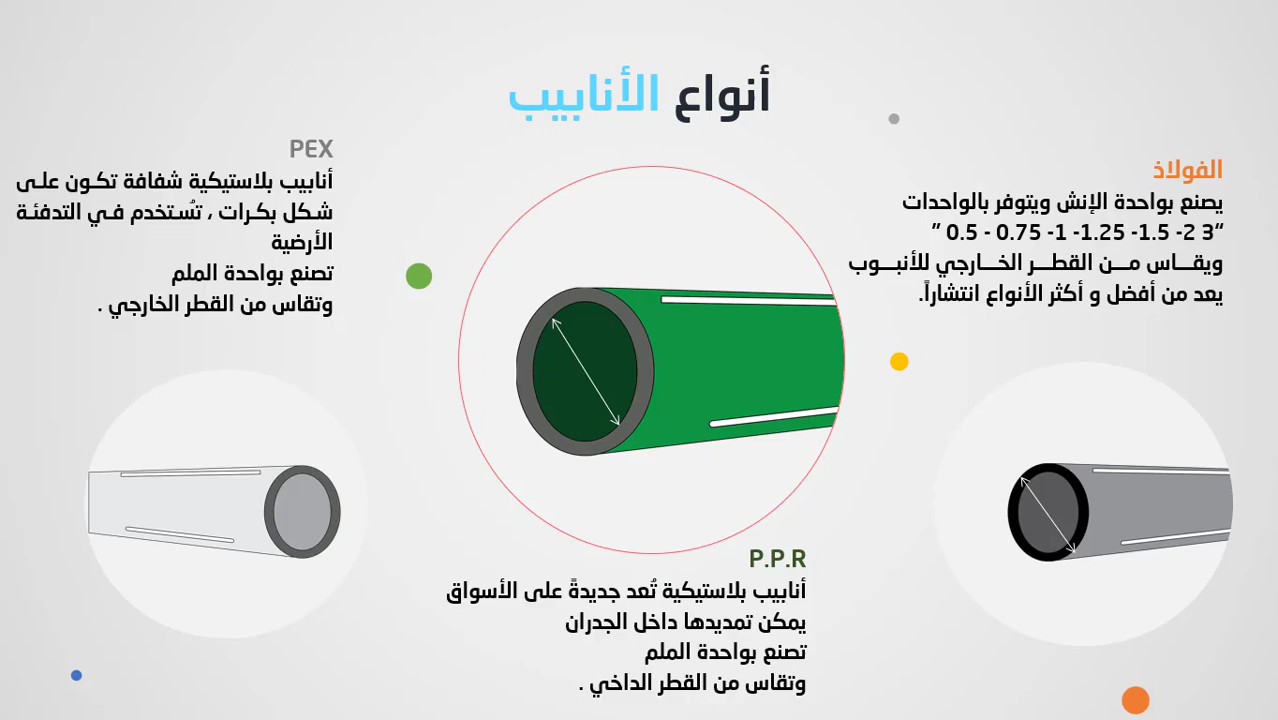 أنواع الأنابيب
الفولاذ
يصنع بواحدة الإنش ويتوفر بالواحدات
“3 2- 1.5- 1.25- 1- 0.75 - 0.5 ”
ويقاس من القطر الخارجي للأنبوب
يعد من أفضل و أكثر الأنواع انتشاراً.
PEX
أنابيب بلاستيكية شفافة تكون على
شكل بكرات ، تُستخدم في التدفئة
الأرضية
تصنع بواحدة الملم
وتقاس من القطر الخارجي .
P.P.R
أنابيب بلاستيكية تُعد جديدةً على الأسواق
يمكن تمديدها داخل الجدران
تصنع بواحدة الملم
وتقاس من القطر الداخي .